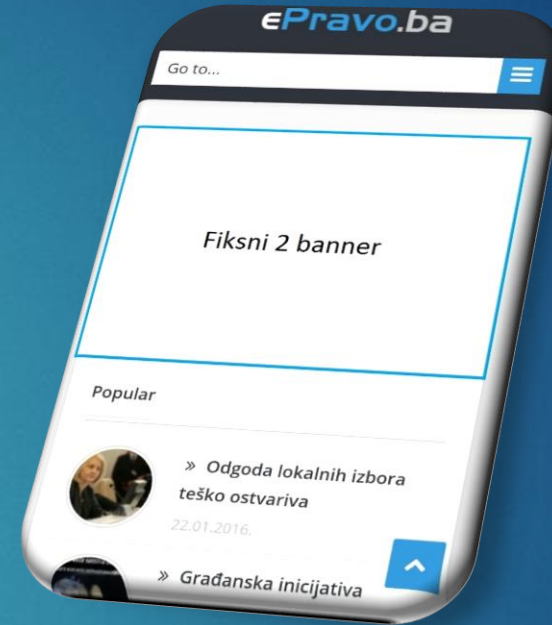 ePravo.ba
Go to...
Fiksni 2 banner
Popular
» Odgoda lokalnih izbora
teško ostvariva
22.01.2016.
» Građanska inicijativa